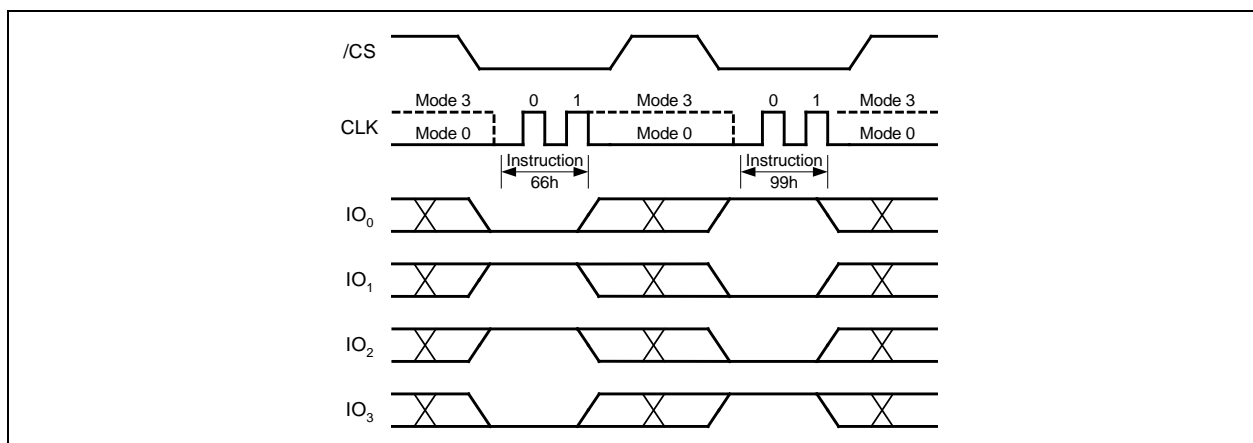 /CS
Mode 3 0 1 Mode 3 0 1 Mode 3
CLK Mode 0 Mode 0 Mode 0
Instruction Instruction
66h 99h
IO0
IO1
IO2
IO3